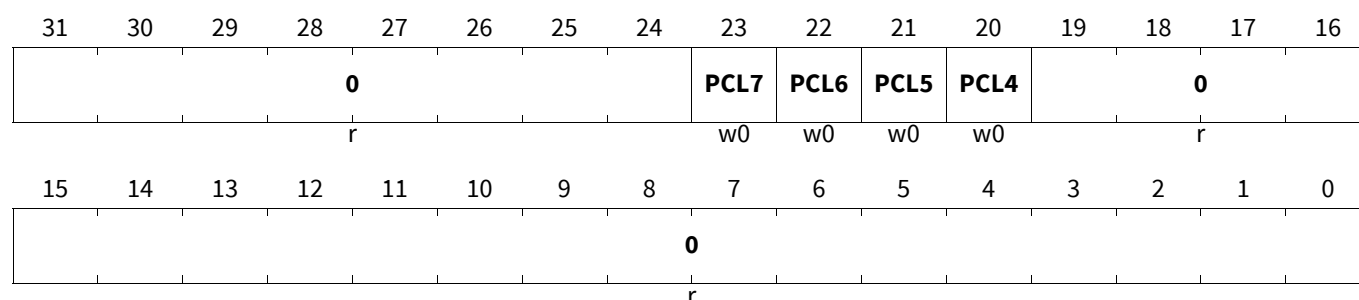 31 30 29 28 27 26 25 24 23 22 21 20 19 18 17 16
0 PCL7 PCL6 PCL5 PCL4 0
r w0 w0 w0 w0 r
15 14 13 12 11 10 9 8 7 6 5 4 3 2 1 0
0
r